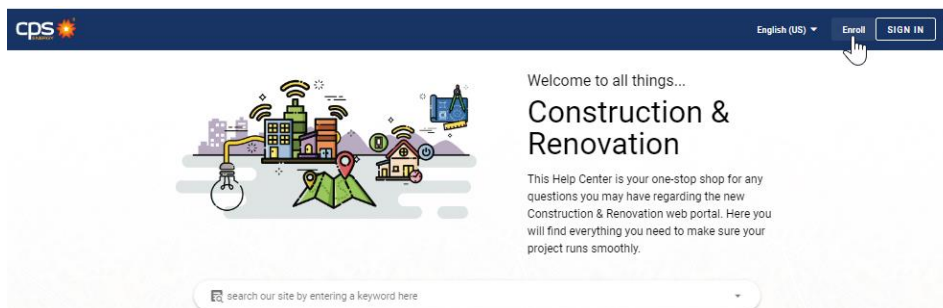 cps
ENERGY
English (US)
Enroll
SIGN IN
Welcome to all things...
Construction &
Renovation
This Help Center is your one-stop shop for any
questions you may have regarding the new
Construction & Renovation web portal. Here you
will find everything you need to make sure your
project runs smoothly.
search our site by entering a keyword here